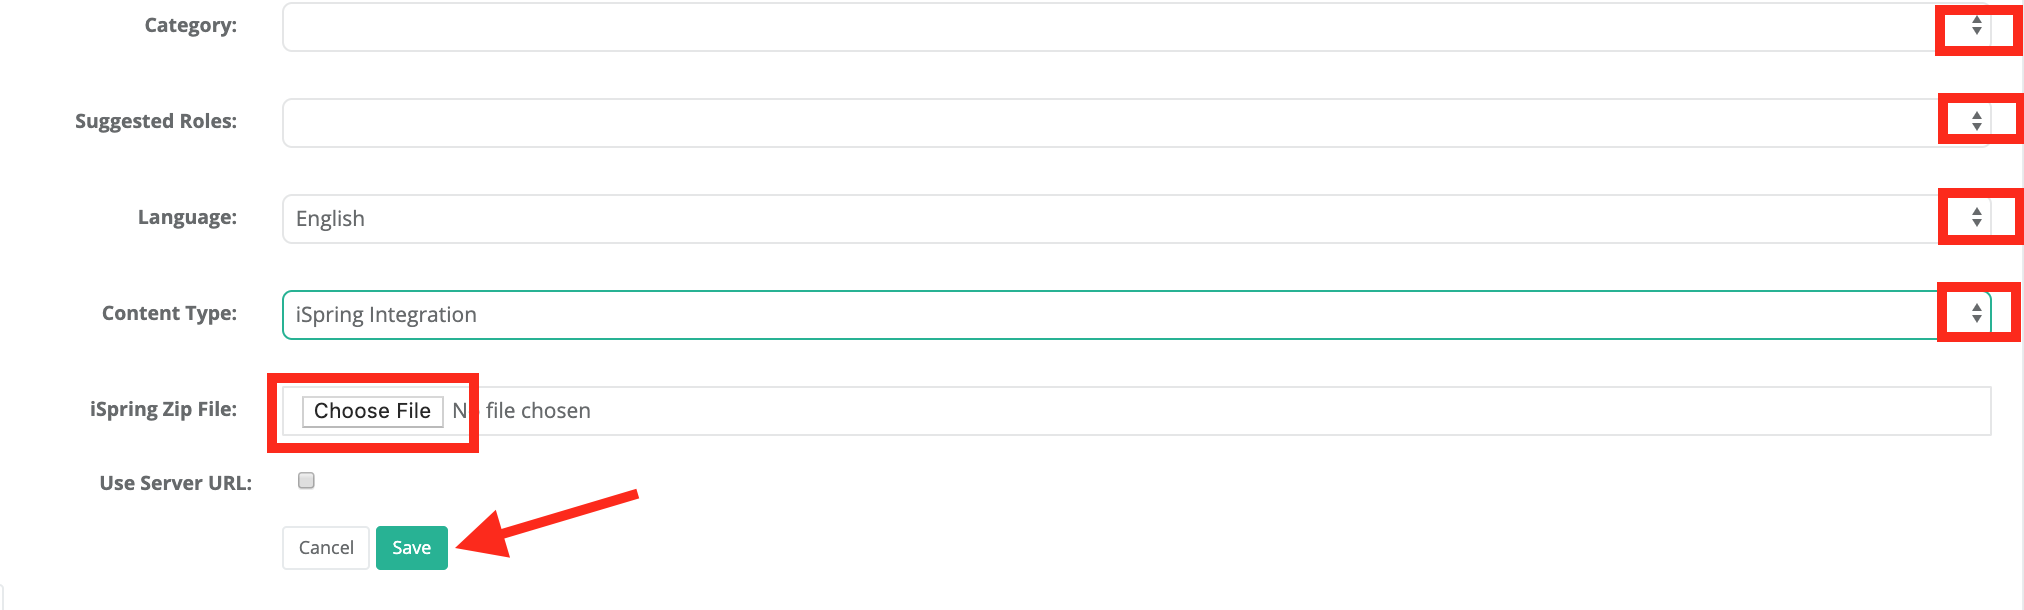 Category:
Suggested Roles:
Language: English
Content Type: iSpring Integration
iSpring Zip File: Choose File No file chosen
Use Server URL:
Cancel Save